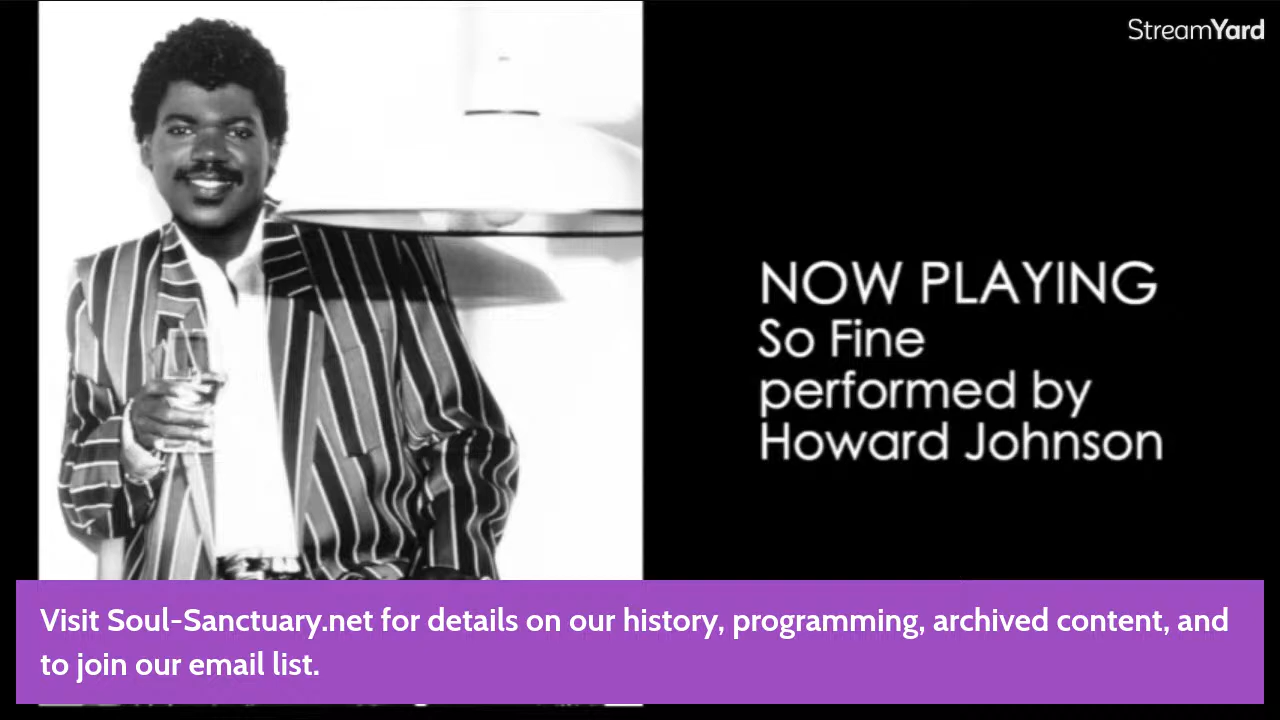 StreamYard
NOW PLAYING
So Fine
performed by
Howard Johnson
Visit Soul-Sanctuary.net for details on our history, programming, archived content, and
to join our email list.